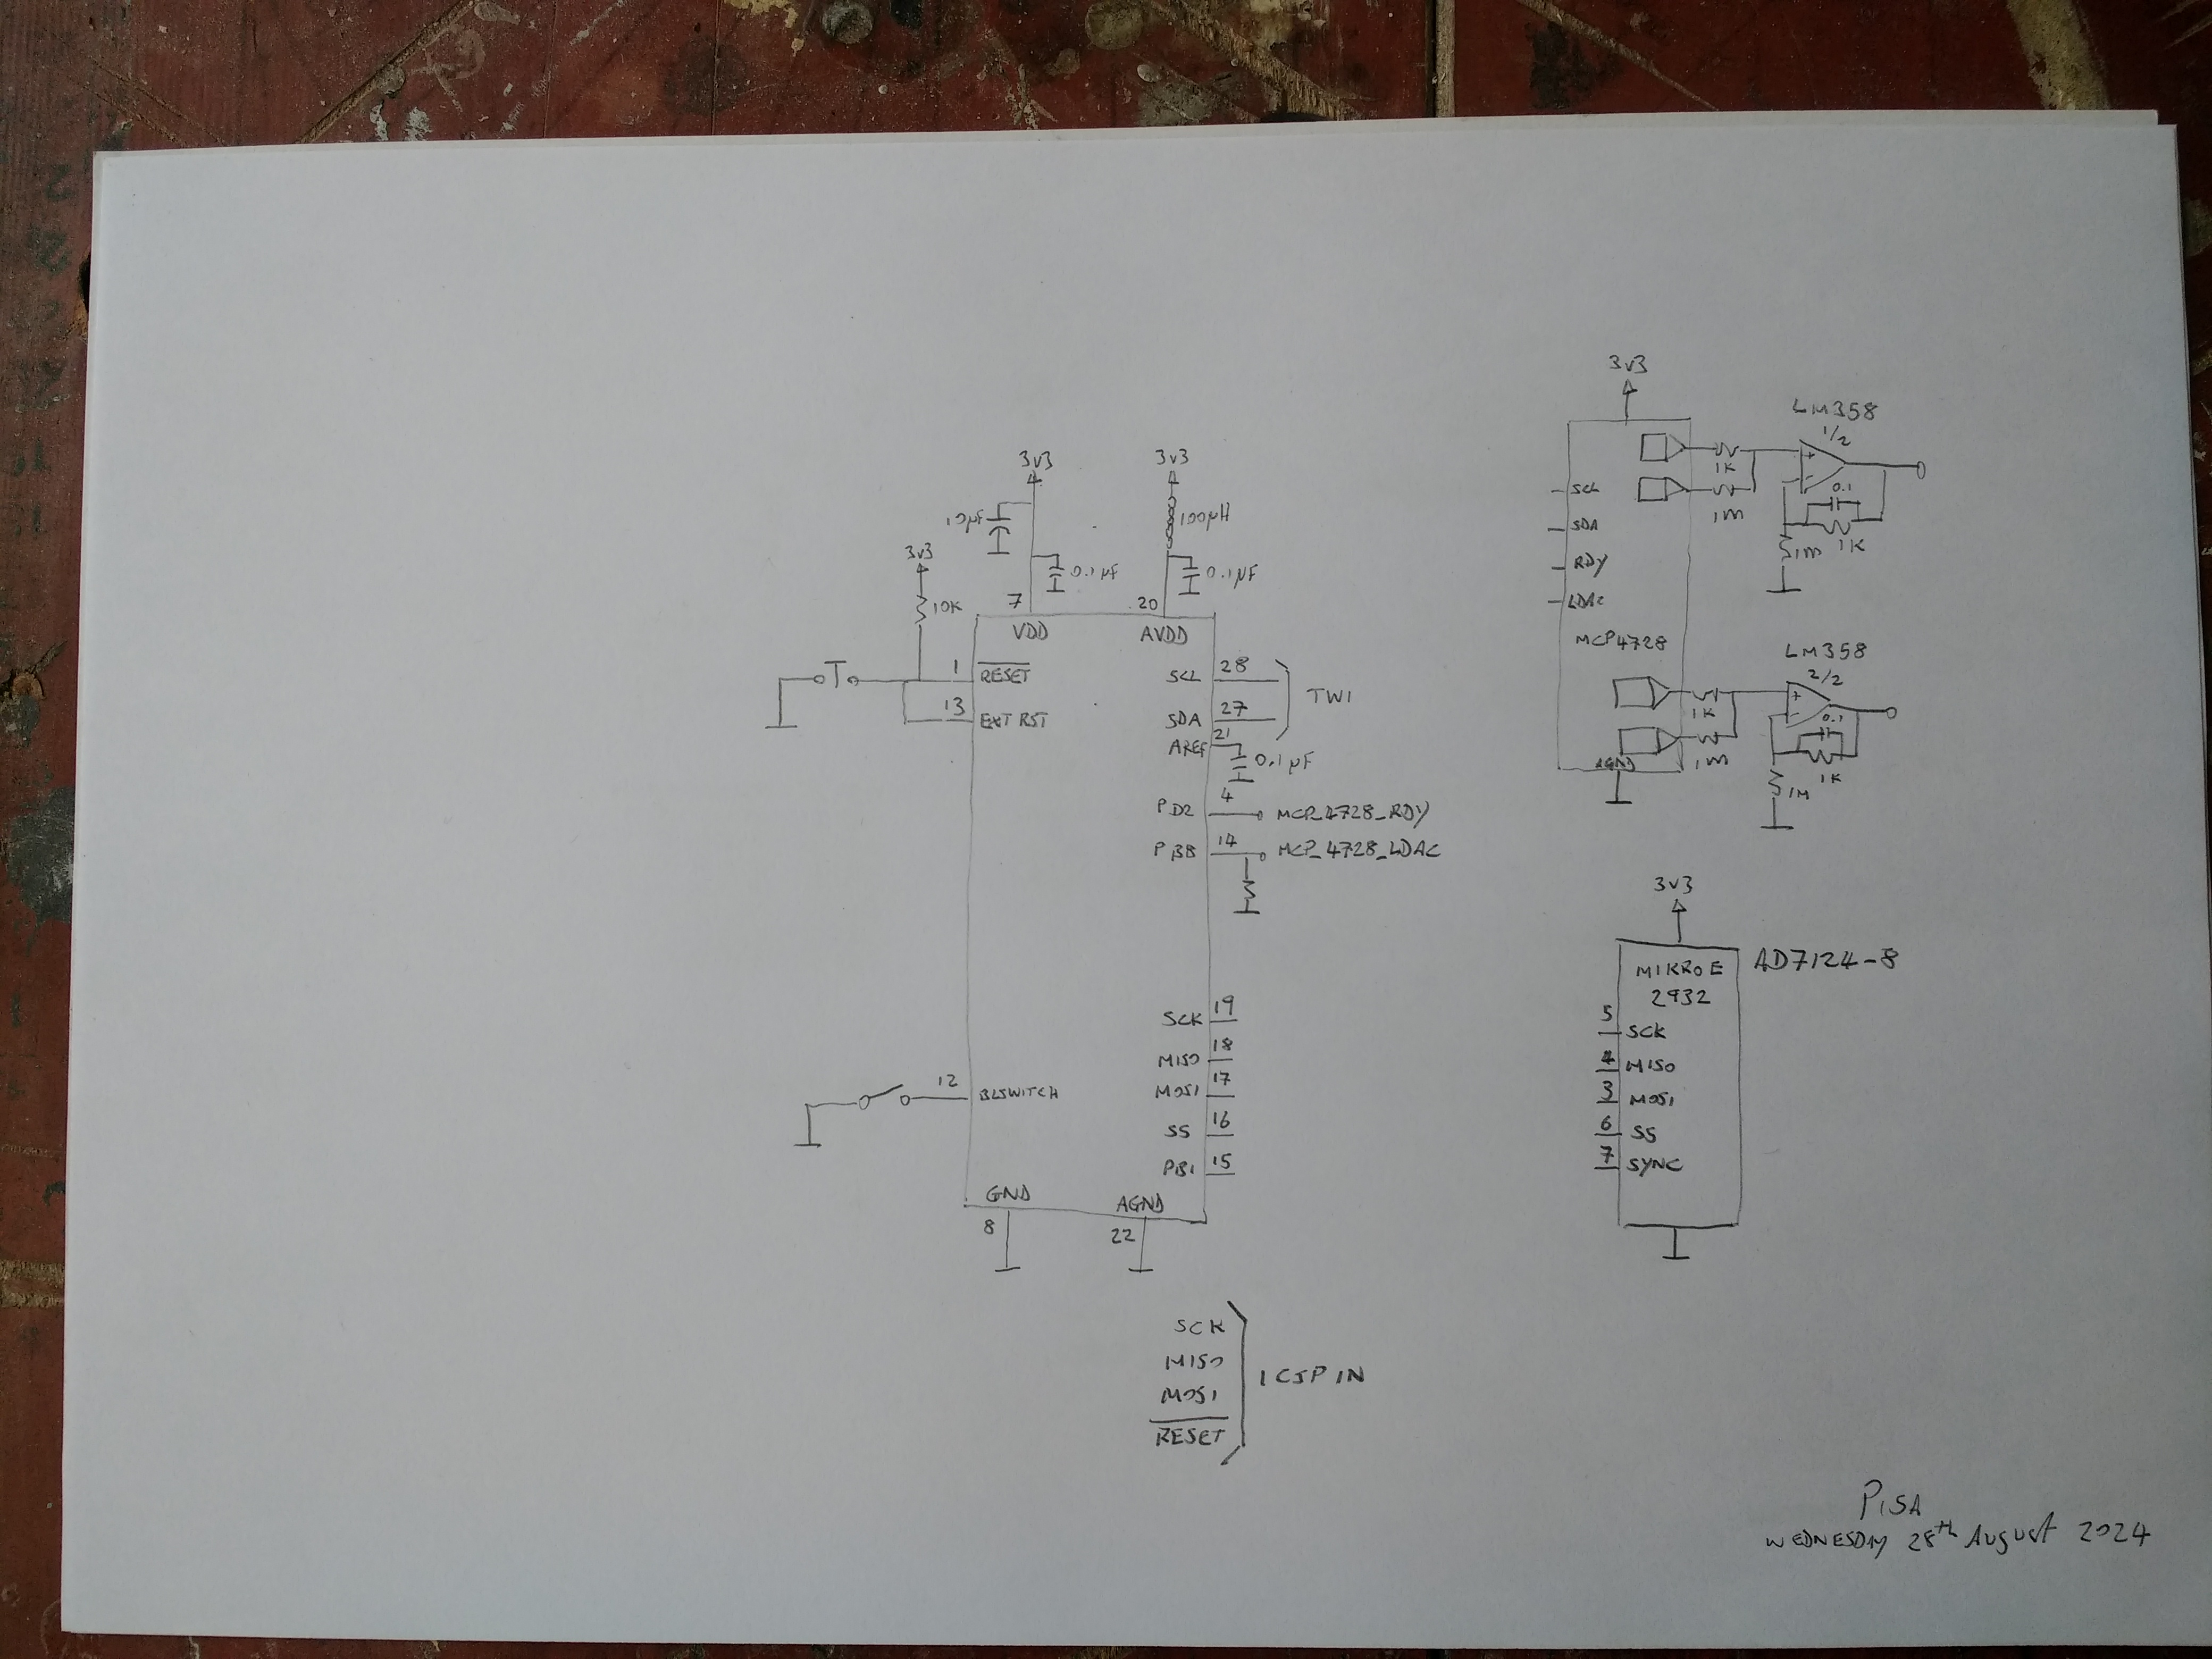 3v3
3v3
10µF
100µH
3v3
0.1µF
0.1µF
10K
7
20
VDD
AVDD
1
RESET
13
EXT RST
SCL
28
SDA
27
TWI
AREF
21
0.1µF
PD2
4
MCP_4728_RDY
PB8
14
MCP_4728_LDAC
SCK
19
MISO
18
MOSI
17
SS
16
PB1
15
12
BLSWITCH
GND
AGND
8
22
SCK
MISO
MOSI
RESET
ICSP IN
3v3
LM358
1/2
1K
1M
0.1
1M
1K
SCL
SDA
RDY
LDAC
MCP4728
LM358
2/2
1K
1M
0.1
1K
1M
AGND
3v3
MIKROE
2932
AD7124-8
5
SCK
4
MISO
3
MOSI
6
SS
7
SYNC
PISA
WEDNESDAY 28th August 2024